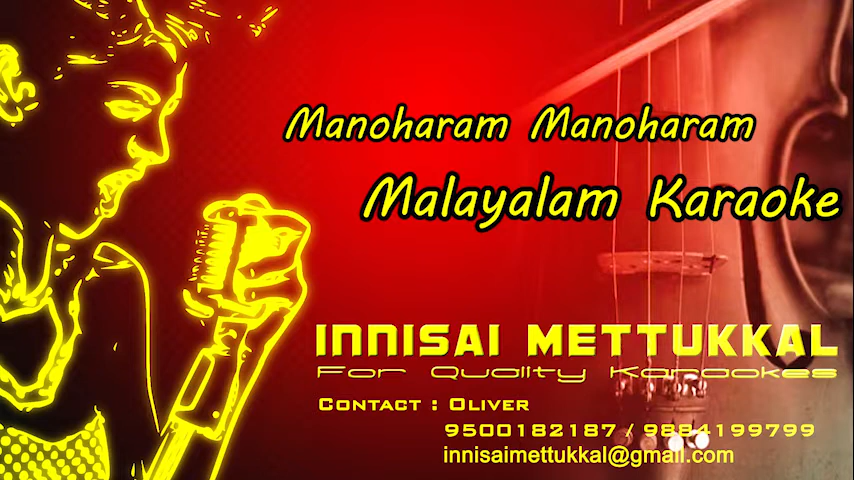 Manoharam Manoharam
Malayalam Karaoke
INNISAI METTUKKAL
For Quality Karaokes
CONTACT : OLIVER
9500182187 / 9884199799
innisaimettukkal@gmail.com